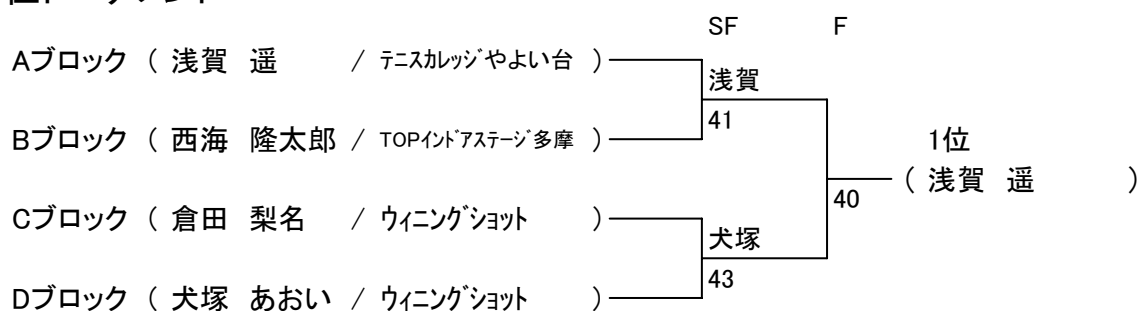 SF F
Aブロック ( 浅賀 遥 / ﾃﾆｽｶﾚｯｼﾞやよい台 )
浅賀
41
Bブロック ( 西海 隆太郎 / TOPｲﾝﾄﾞｱｽﾃｰｼﾞ多摩 )
1位
( 浅賀 遥 )
40
Cブロック ( 倉田 梨名 / ｳｨﾆﾝｸﾞｼｮｯﾄ )
犬塚
43
Dブロック ( 犬塚 あおい / ｳｨﾆﾝｸﾞｼｮｯﾄ )